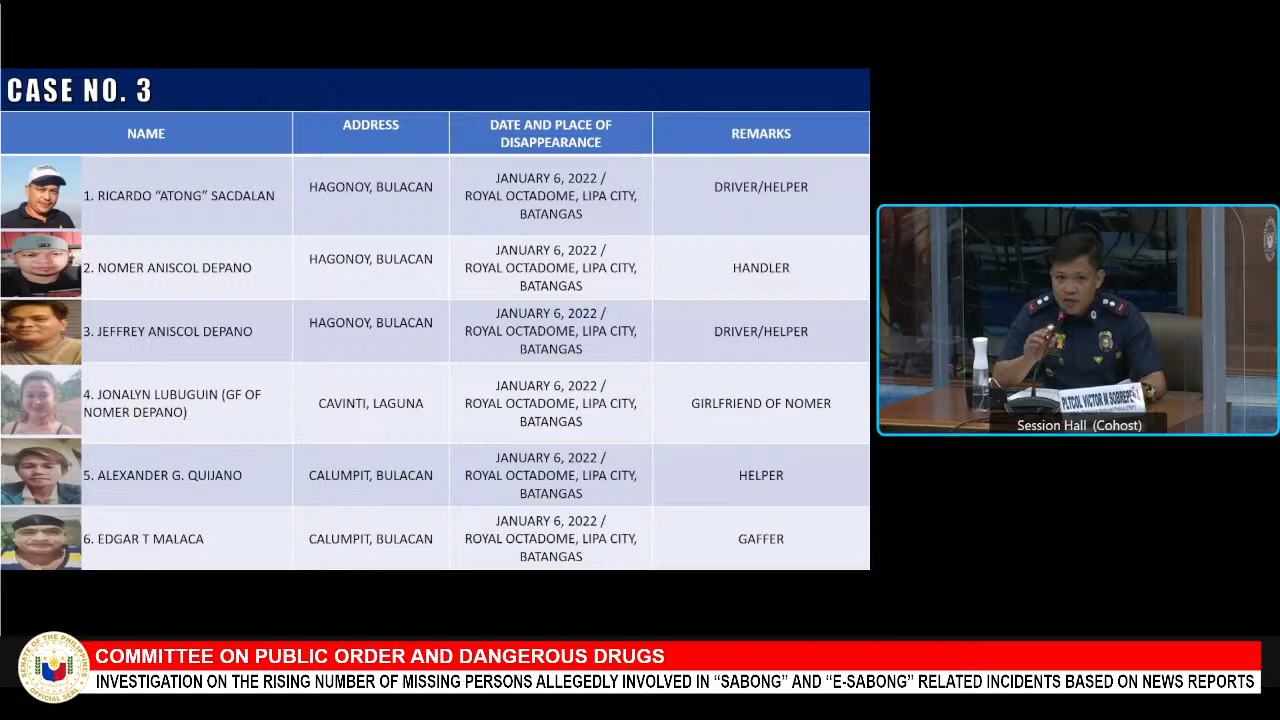 CASE NO. 3
NAME
ADDRESS
DATE AND PLACE OF
DISAPPEARANCE
REMARKS
1. RICARDO “ATONG” SACDALAN
HAGONOY, BULACAN
JANUARY 6, 2022 /
ROYAL OCTADOME, LIPA CITY,
BATANGAS
DRIVER/HELPER
2. NOMER ANISCOL DEPANO
HAGONOY, BULACAN
JANUARY 6, 2022 /
ROYAL OCTADOME, LIPA CITY,
BATANGAS
HANDLER
3. JEFFREY ANISCOL DEPANO
HAGONOY, BULACAN
JANUARY 6, 2022 /
ROYAL OCTADOME, LIPA CITY,
BATANGAS
DRIVER/HELPER
4. JONALYN LUBUGUIN (GF OF
NOMER DEPANO)
CAVINTI, LAGUNA
JANUARY 6, 2022 /
ROYAL OCTADOME, LIPA CITY,
BATANGAS
GIRLFRIEND OF NOMER
5. ALEXANDER G. QUIJANO
CALUMPIT, BULACAN
JANUARY 6, 2022 /
ROYAL OCTADOME, LIPA CITY,
BATANGAS
HELPER
6. EDGAR T MALACA
CALUMPIT, BULACAN
JANUARY 6, 2022 /
ROYAL OCTADOME, LIPA CITY,
BATANGAS
GAFFER
PLTCOL VICTOR M
Session Hall (Cohost)
SENATE OF THE PHILIPPINES
OFFICIAL SEAL
COMMITTEE ON PUBLIC ORDER AND DANGEROUS DRUGS
INVESTIGATION ON THE RISING NUMBER OF MISSING PERSONS ALLEGEDLY INVOLVED IN “SABONG” AND “E-SABONG” RELATED INCIDENTS BASED ON NEWS REPORTS